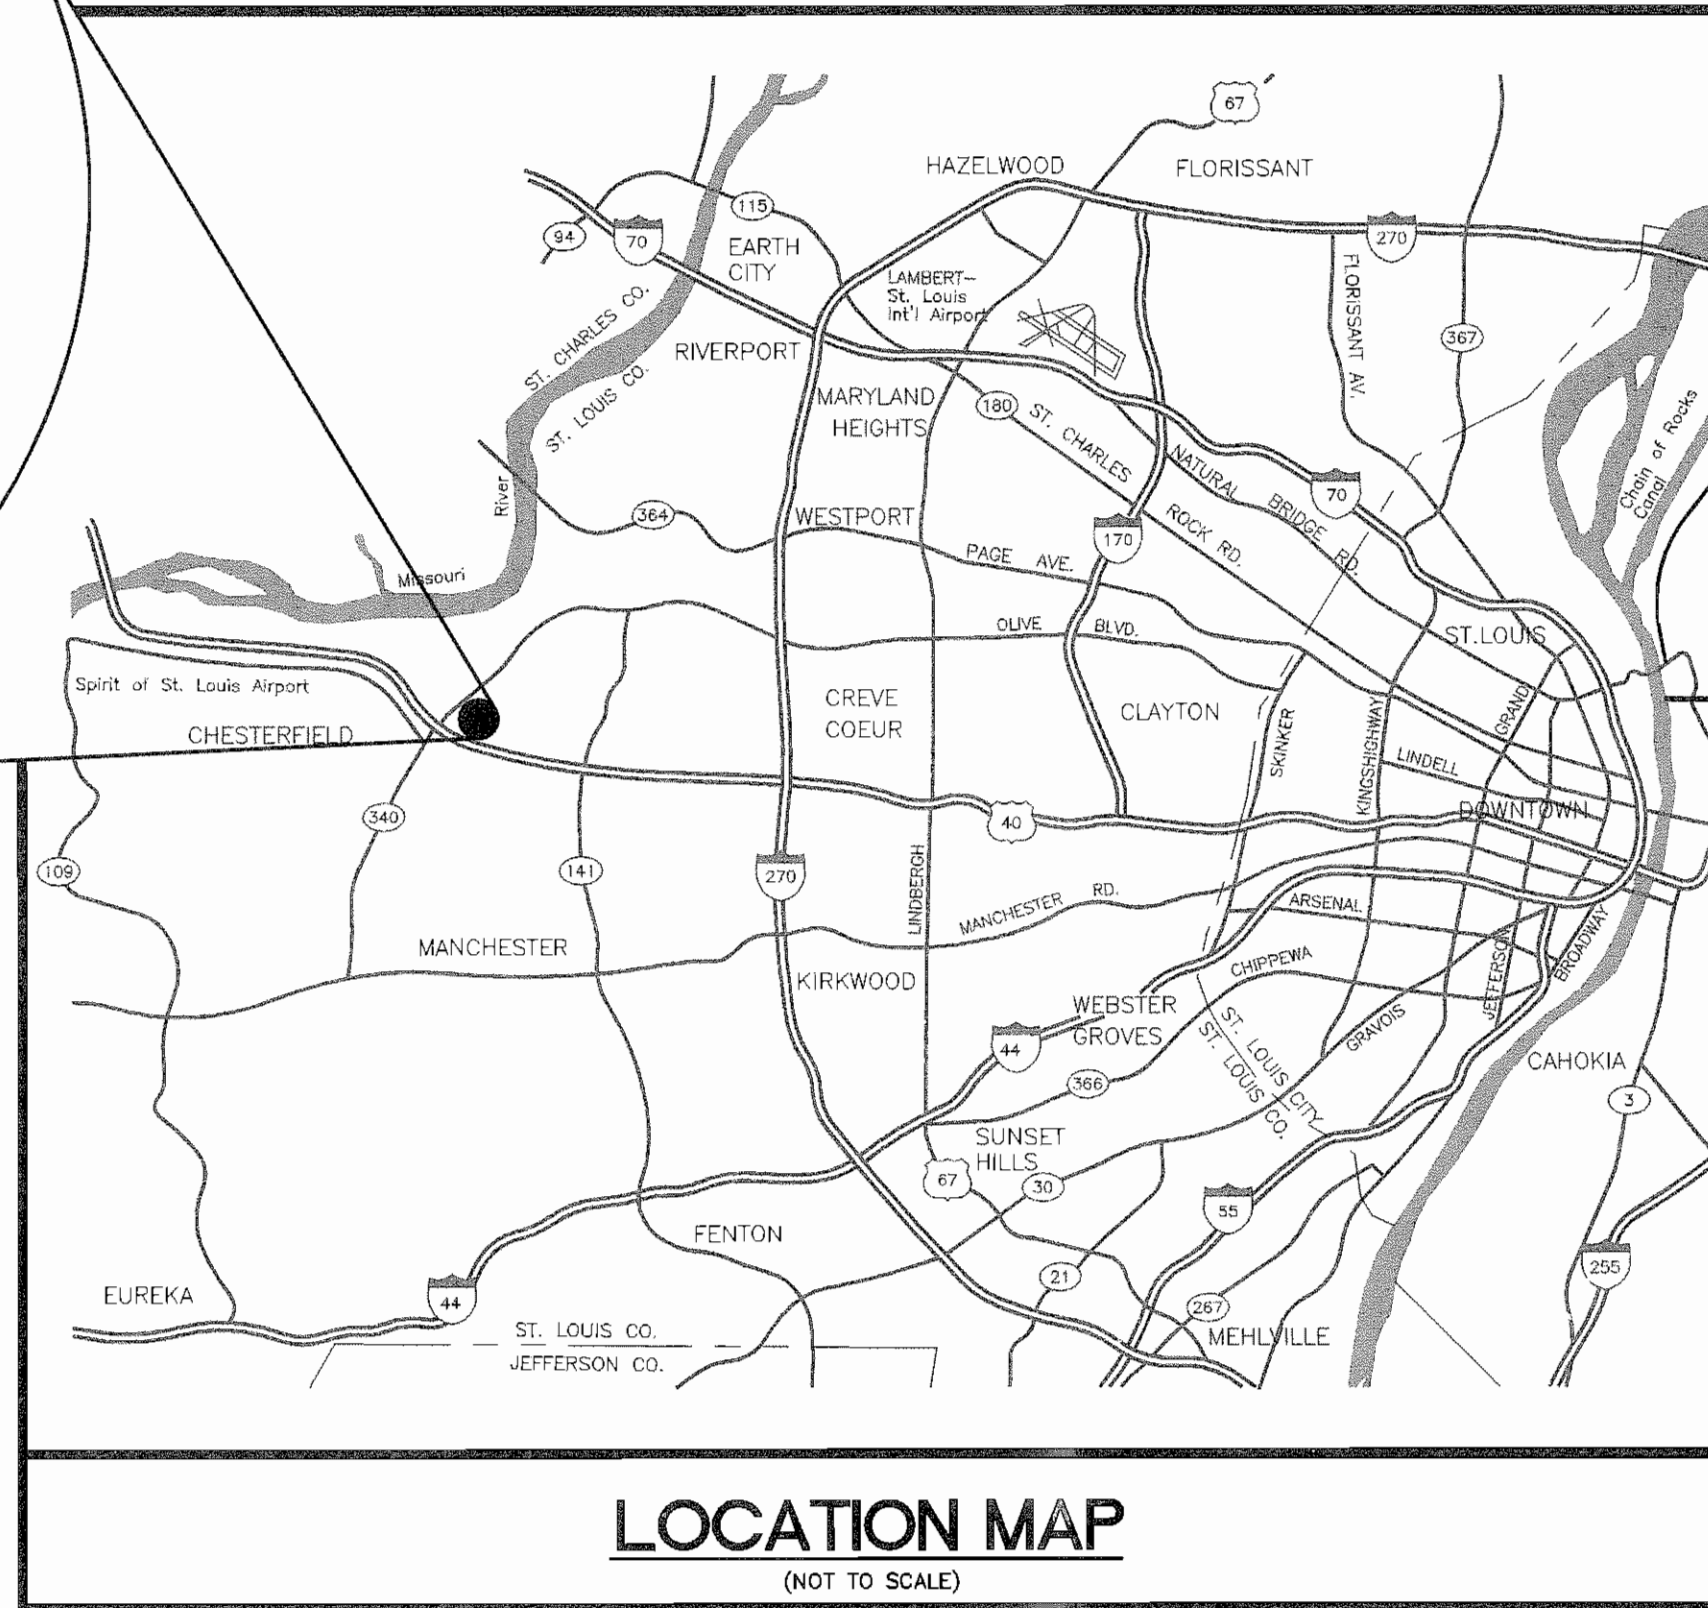 67
HAZELWOOD
FLORISSANT
115
94
70
EARTH
CITY
270
LAMBERT-
St. Louis
Int'l Airport
FLORISSANT AV.
367
ST. CHARLES CO.
ST. LOUIS CO.
RIVERPORT
MARYLAND
HEIGHTS
180
ST. CHARLES
ROCK RD.
NATURAL
BRIDGE RD.
70
Chain of Rocks
Canal
River
364
WESTPORT
170
PAGE AVE.
Missouri
OLIVE BLVD.
ST.LOUIS
Spirit of St. Louis Airport
CHESTERFIELD
CREVE
COEUR
CLAYTON
SKINKER
KINGSHIGHWAY
GRAND
LINDELL
DOWNTOWN
340
40
109
141
270
LINDBERGH
MANCHESTER RD.
ARSENAL
MANCHESTER
KIRKWOOD
CHIPPEWA
JEFFERSON
BROADWAY
WEBSTER
GROVES
44
ST. LOUIS CITY
ST. LOUIS CO.
GRAVOIS
CAHOKIA
366
3
SUNSET
HILLS
67
30
55
FENTON
21
255
267
EUREKA
44
ST. LOUIS CO.
JEFFERSON CO.
MEHLVILLE
LOCATION MAP
(NOT TO SCALE)